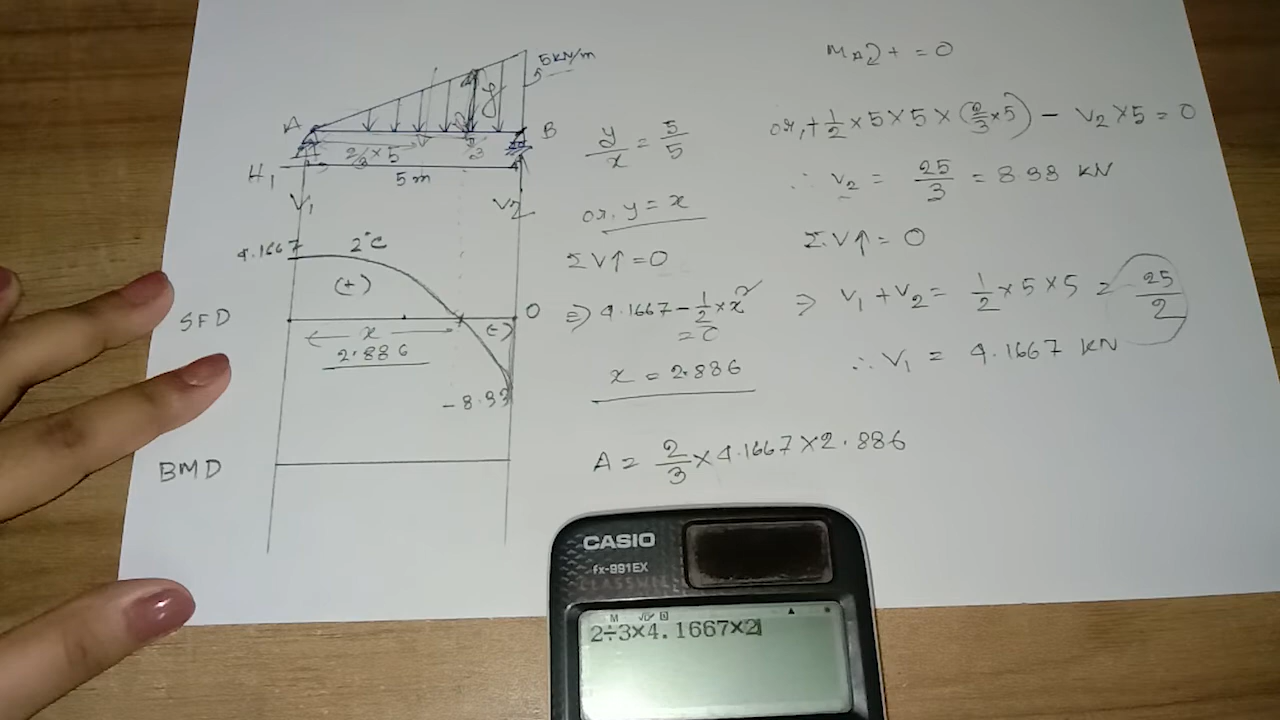 5kN/m
A
B
y
2/3 × 5
2/3
5m
H₁
V₁
V2
4.1667
2°C
(+)
SFD
0
x
(-)
2.886
- 8.33
BMD
y/x = 5/5
or, y = x
ΣV↑ = 0
⇒ 4.1667 - 1/2 × x²
= 0
x = 2.886
A = 2/3 × 4.1667 × 2.886
MA2+ = 0
or, + 1/2 × 5 × 5 × (2/3 × 5) - V2 × 5 = 0
∴ V2 = 25/3 = 8.33 KN
ΣV↑ = 0
⇒ V1 + V2 = 1/2 × 5 × 5 = 25/2
∴ V1 = 4.1667 KN
CASIO
fx-991EX
CLASSWIZ
M
2÷3×4.1667×2